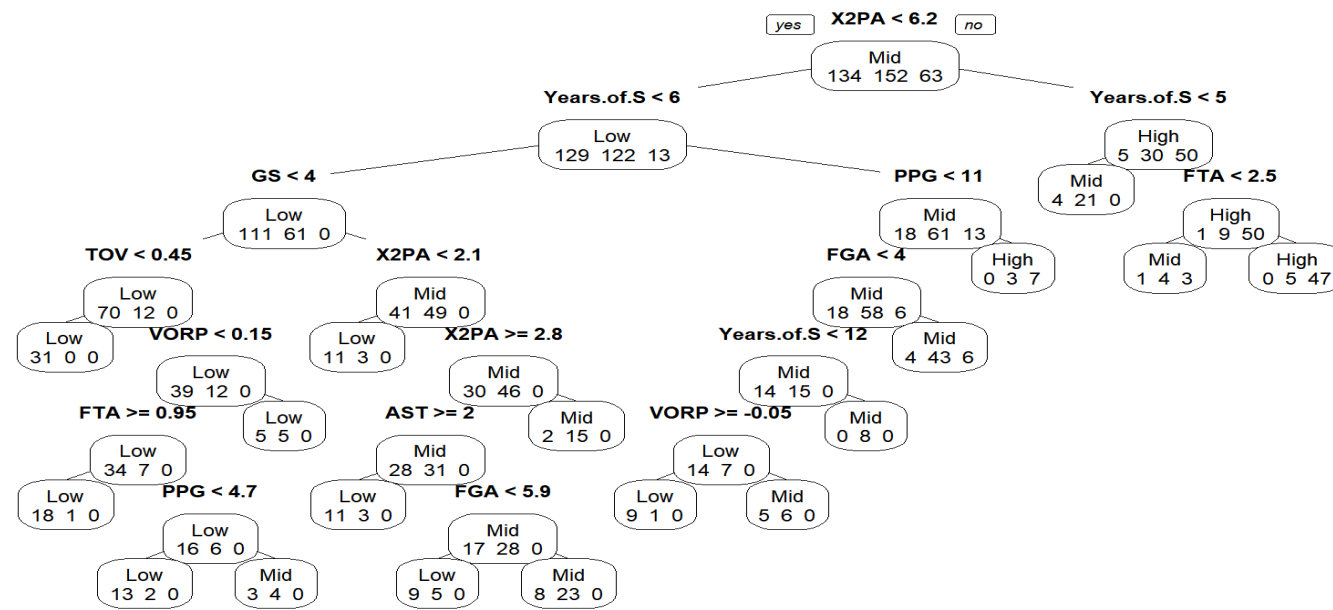 yes X2PA < 6.2 no
Mid
134 152 63
Years.of.S < 6 Years.of.S < 5
Low High
129 122 13 5 30 50
GS < 4 PPG < 11 Mid FTA < 2.5
4 21 0
Low Mid High
111 61 0 18 61 13 1 9 50
TOV < 0.45 X2PA < 2.1 FGA < 4 High Mid High
0 3 7 1 4 3 0 5 47
Low Mid Mid
70 12 0 41 49 0 18 58 6
Low VORP < 0.15 Low X2PA >= 2.8 Years.of.S < 12 Mid
31 0 0 11 3 0 4 43 6
Low Mid Mid
39 12 0 30 46 0 14 15 0
FTA >= 0.95 Low AST >= 2 Mid VORP >= -0.05 Mid
5 5 0 2 15 0 0 8 0
Low Mid Low
34 7 0 28 31 0 14 7 0
Low PPG < 4.7 Low FGA < 5.9 Low Mid
18 1 0 11 3 0 9 1 0 5 6 0
Low Mid
16 6 0 17 28 0
Low Mid Low Mid
13 2 0 3 4 0 9 5 0 8 23 0